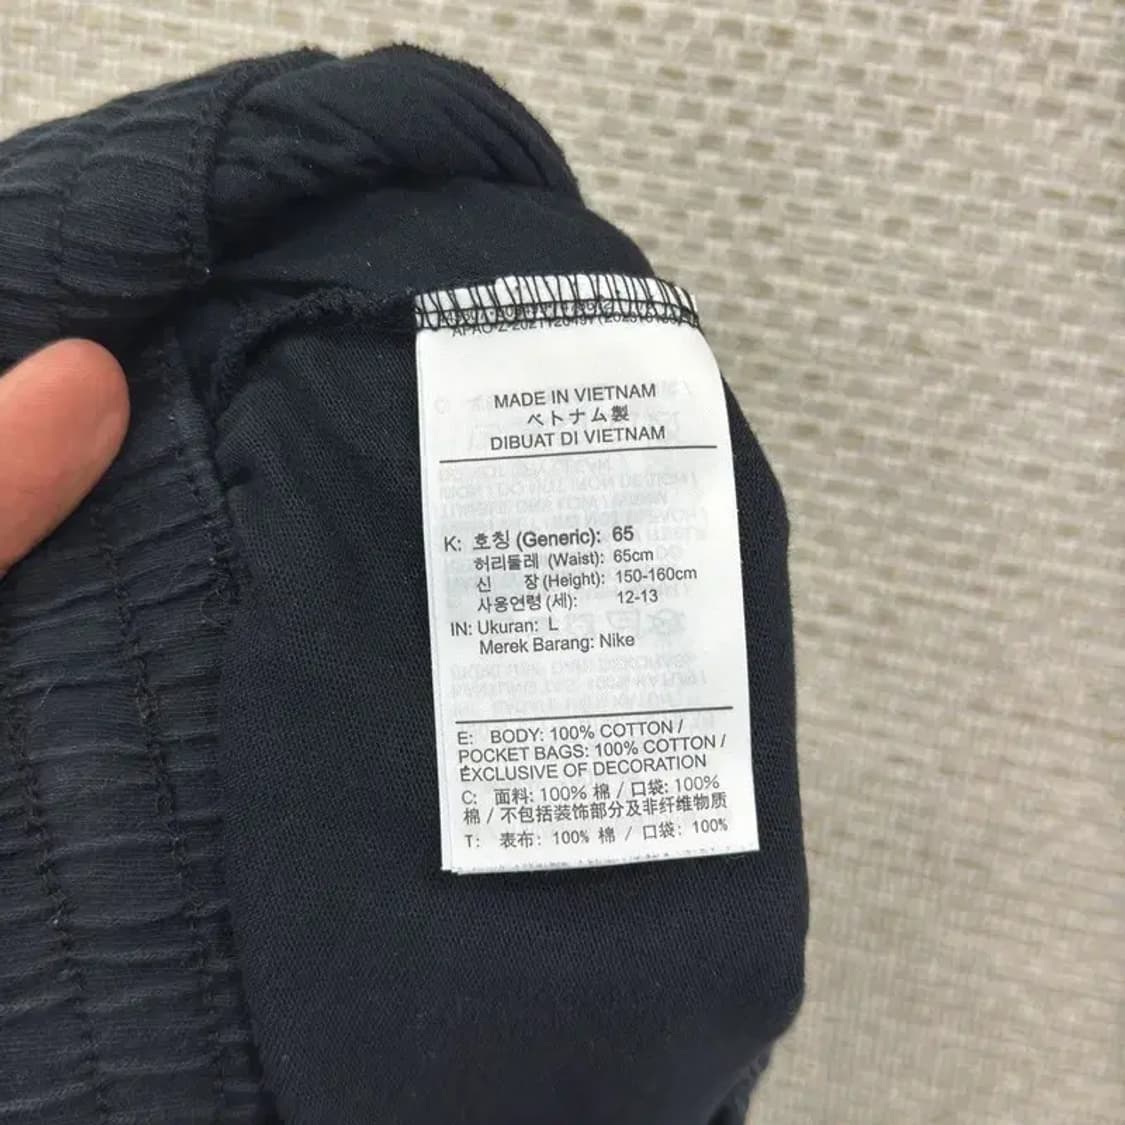 MADE IN VIETNAM
ベトナム製
DIBUAT DI VIETNAM
K: 호칭 (Generic): 65
허리둘레 (Waist): 65cm
신 장 (Height): 150-160cm
사용연령 (세): 12-13
IN: Ukuran: L
Merek Barang: Nike
E: BODY: 100% COTTON /
POCKET BAGS: 100% COTTON /
EXCLUSIVE OF DECORATION
C: 面料: 100% 棉 / 口袋: 100%
棉 / 不包括装饰部分及非纤维物质
T: 表布: 100% 棉 / 口袋: 100%